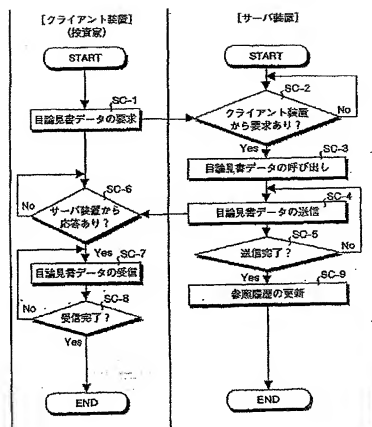 [クライアント装置]
(投資家)
START
SC-1
目論見書データの要求
SC-6
No
サーバ装置から
応答あり?
Yes
SC-7
目論見書データの受信
No
SC-8
受信完了?
Yes
END
[サーバ装置]
START
SC-2
クライアント装置
から要求あり?
No
Yes
SC-3
目論見書データの呼び出し
SC-4
目論見書データの送信
SC-5
送信完了?
No
Yes
SC-9
参照履歴の更新
END